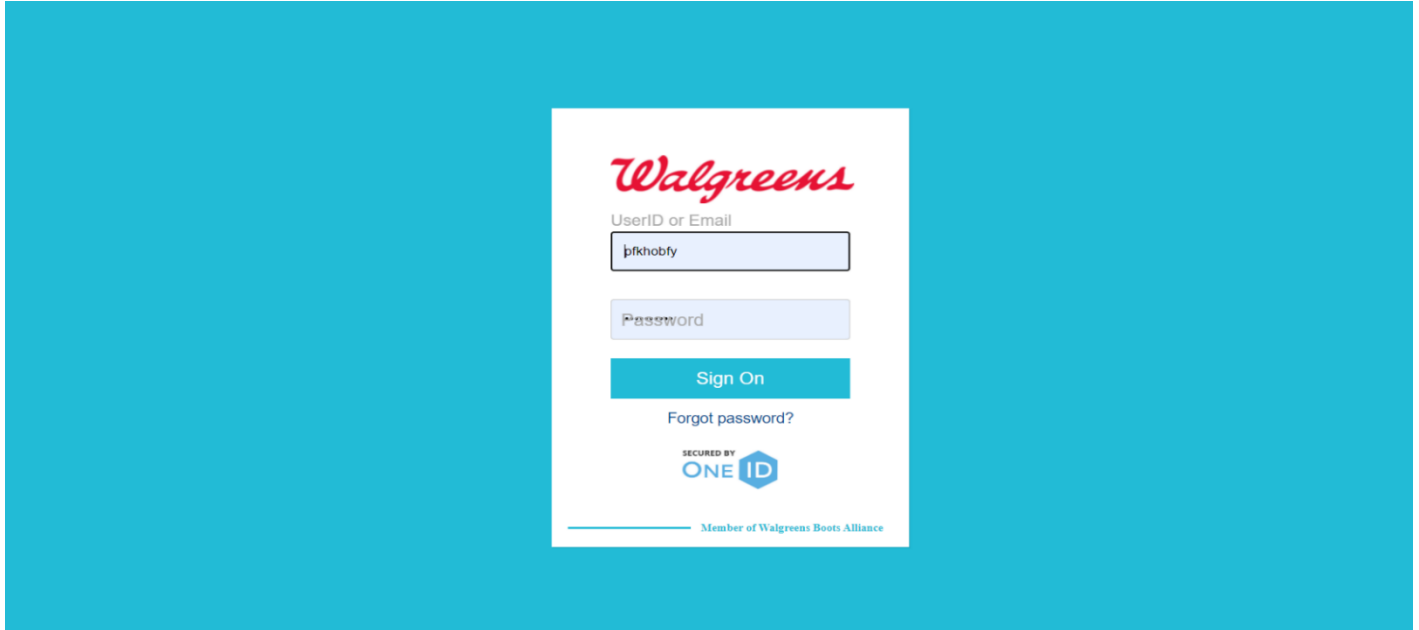 Walgreens
UserID or Email
pfkhobfy
Password
Sign On
Forgot password?
SECURED BY
ONE ID
Member of Walgreens Boots Alliance